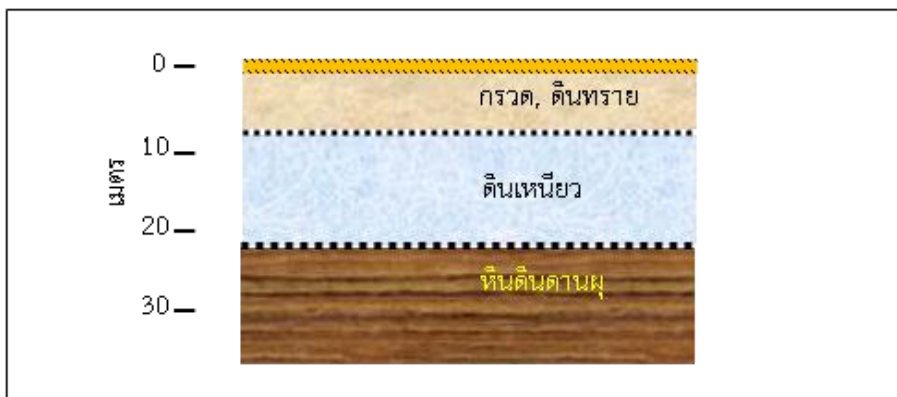 0
กรวด, ดินทราย
10
เมตร
ดินเหนียว
20
หินดินดานผุ
30